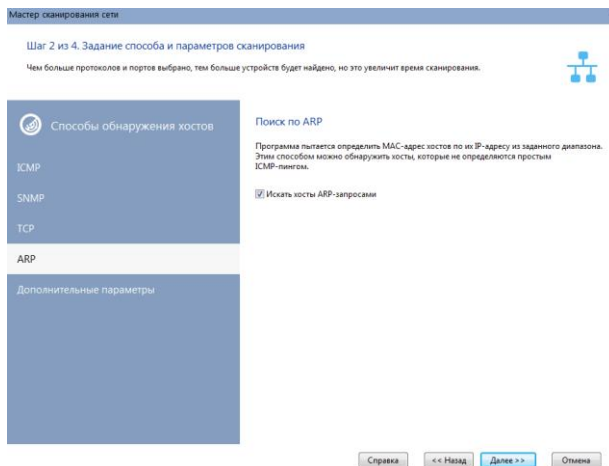 Мастер сканирования сети
Шаг 2 из 4. Задание способа и параметров сканирования
Чем больше протоколов и портов выбрано, тем больше устройств будет найдено, но это увеличит время сканирования.
Способы обнаружения хостов
ICMP
SNMP
TCP
ARP
Дополнительные параметры
Поиск по ARP
Программа пытается определить MAC-адрес хостов по их IP-адресу из заданного диапазона.
Этим способом можно обнаружить хосты, которые не определяются простым
ICMP-пингом.
Искать хосты ARP-запросами
Справка
<< Назад
Далее >>
Отмена